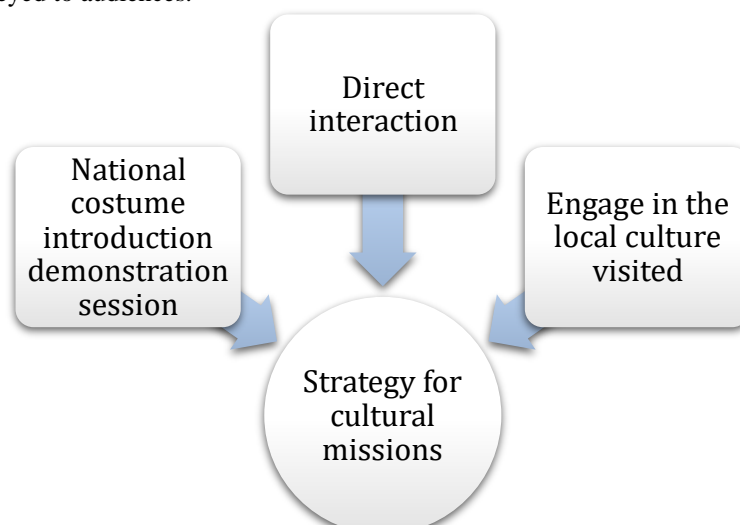 to audiences.
Direct
interaction
National
costume
introduction
demonstration
session
Engage in the
local culture
visited
Strategy for
cultural
missions